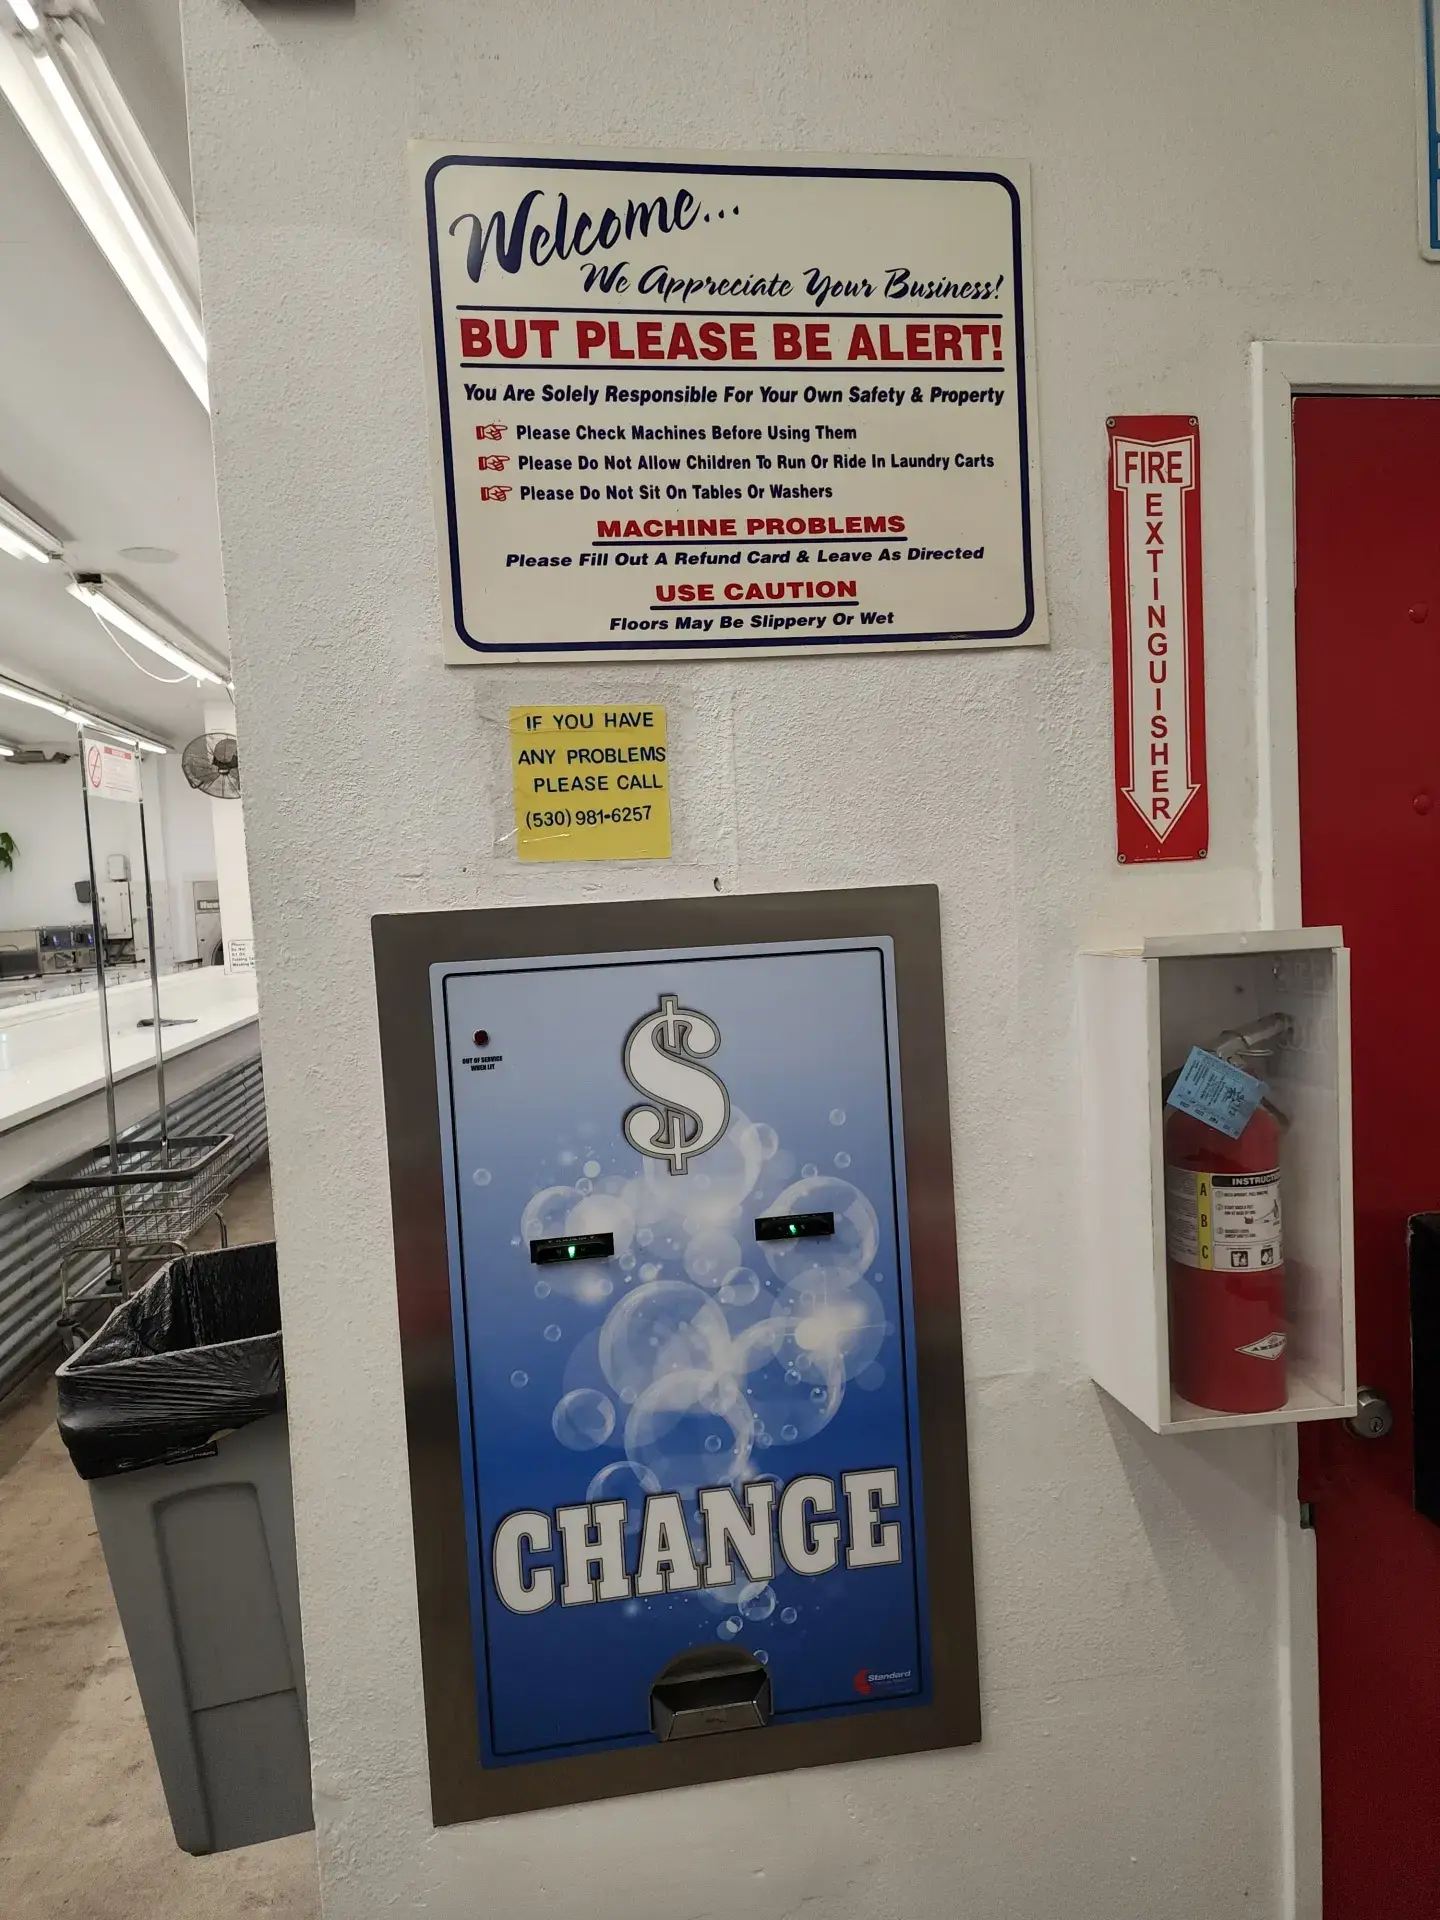 Welcome...
We Appreciate Your Business!
BUT PLEASE BE ALERT!
You Are Solely Responsible For Your Own Safety & Property
Please Check Machines Before Using Them
Please Do Not Allow Children To Run Or Ride In Laundry Carts
Please Do Not Sit On Tables Or Washers
MACHINE PROBLEMS
Please Fill Out A Refund Card & Leave As Directed
USE CAUTION
Floors May Be Slippery Or Wet
IF YOU HAVE
ANY PROBLEMS
PLEASE CALL
(530) 981-6257
OUT OF SERVICE
WHEN LIT
$
CHANGE
Standard
FIRE
EXTINGUISHER
A
B
C